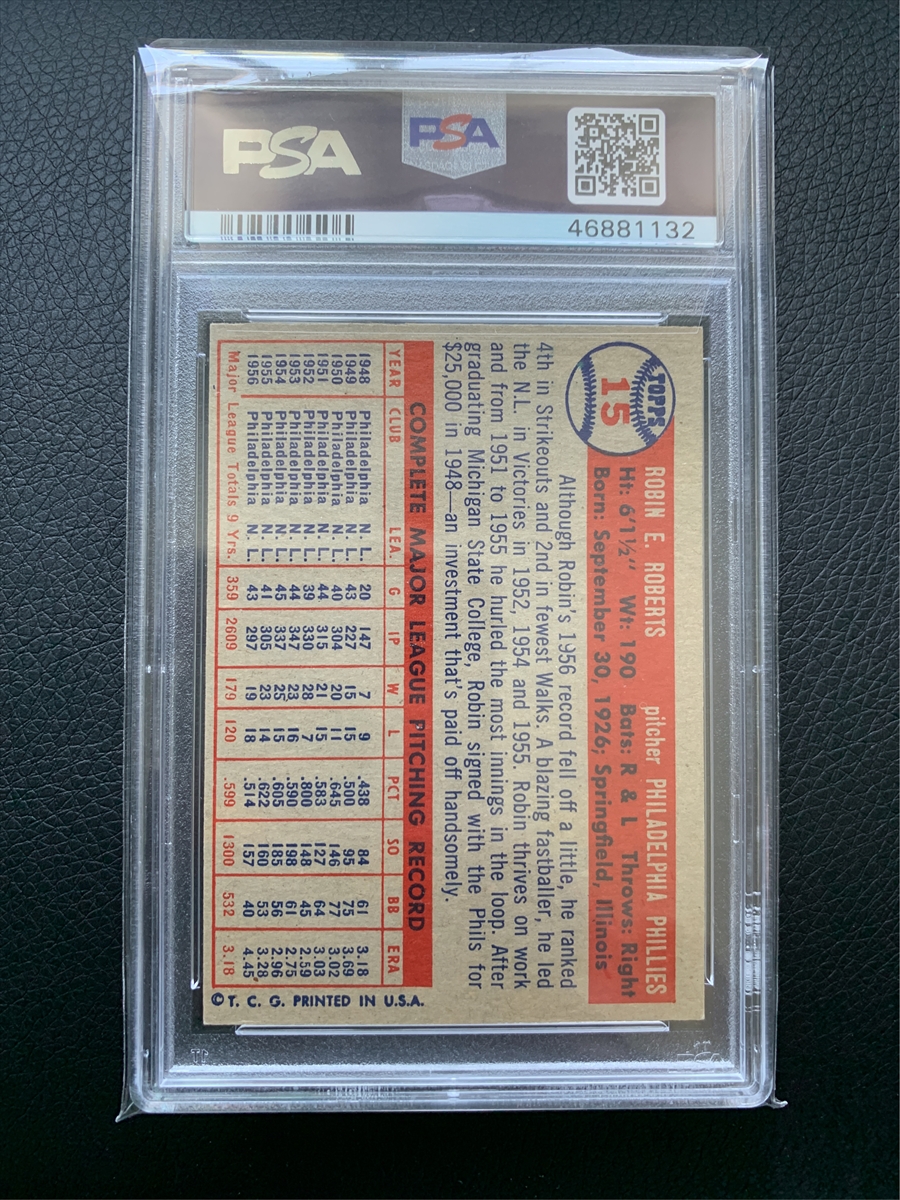 PSA
PSA
46881132
TOPPS
15
ROBIN E. ROBERTS pitcher PHILADELPHIA PHILLIES
Ht: 6'1½" Wt: 190 Bats: R & L Throws: Right
Born: September 30, 1926; Springfield, Illinois
Although Robin's 1956 record fell off a little, he ranked
4th in Strikeouts and 2nd in fewest Walks. A blazing fastballer, he led
the N.L. in Victories in 1952, 1954 and 1955. Robin thrives on work
and from 1951 to 1955 he hurled the most innings in the loop. After
graduating Michigan State College, Robin signed with the Phils for
$25,000 in 1948—an investment that's paid off handsomely.
COMPLETE MAJOR LEAGUE PITCHING RECORD
YEAR CLUB LEA. G IP W L PCT SO BB ERA
1948 Philadelphia N. L. 20 147 7 9 .438 84 61 3.18
1949 Philadelphia N. L. 43 227 15 15 .500 95 75 3.69
1950 Philadelphia N. L. 40 304 20 11 .645 146 77 3.02
1951 Philadelphia N. L. 44 315 21 15 .583 127 64 3.03
1952 Philadelphia N. L. 39 330 28 7 .800 148 45 2.59
1953 Philadelphia N. L. 44 347 23 16 .590 198 61 2.75
1954 Philadelphia N. L. 45 337 23 15 .605 185 56 2.96
1955 Philadelphia N. L. 41 305 23 14 .622 160 53 3.28
1956 Philadelphia N. L. 43 297 19 18 .514 157 40 4.45
Major League Totals 9 Yrs. 359 2609 179 120 .599 1300 532 3.18
© T. C. G. PRINTED IN U.S.A.